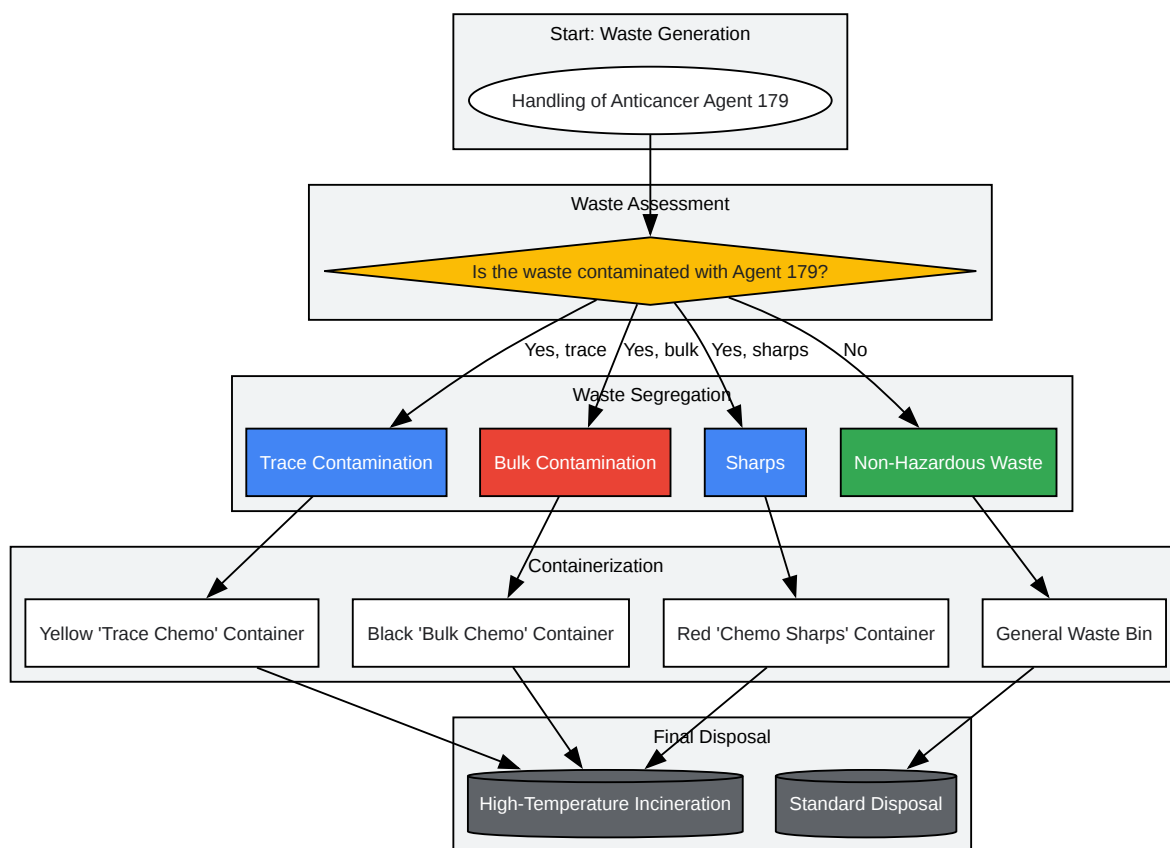 Start: Waste Generation
Handling of Anticancer Agent 179
Waste Assessment
Is the waste contaminated with Agent 179?
Yes, trace
Yes, bulk
Yes, sharps
No
Waste Segregation
Trace Contamination
Bulk Contamination
Sharps
Non-Hazardous Waste
Containerization
Yellow 'Trace Chemo' Container
Black 'Bulk Chemo' Container
Red 'Chemo Sharps' Container
General Waste Bin
Final Disposal
High-Temperature Incineration
Standard Disposal